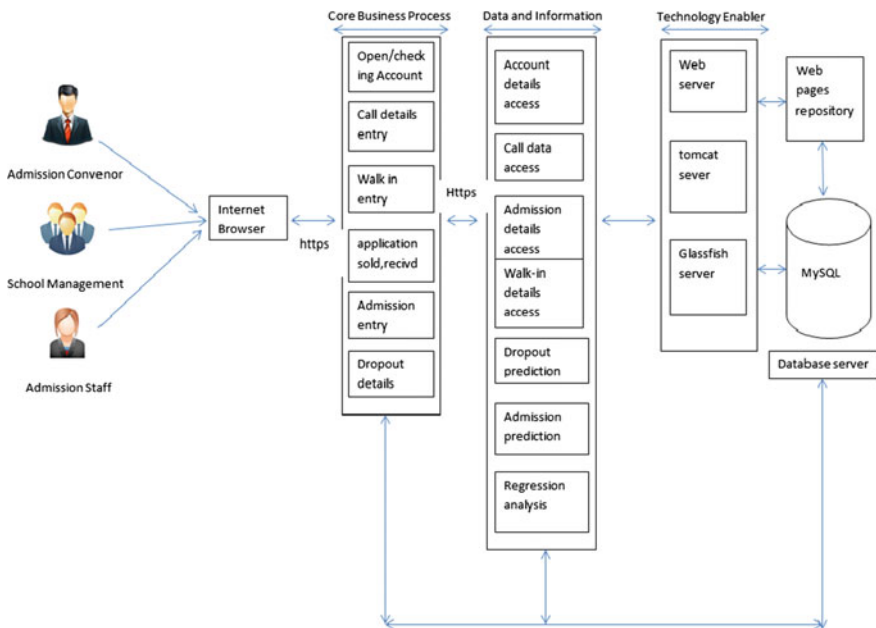 Core Business Process
Data and Information
Technology Enabler
Admission Convenor
School Management
Admission Staff
Internet
Browser
https
Open/check
ing Account
Call details
entry
Walk in
entry
application
sold,recivd
Admission
entry
Dropout
details
Https
Account
details
access
Call data
access
Admission
details
access
Walk-in
details
access
Dropout
prediction
Admission
prediction
Regression
analysis
Web
server
tomcat
sever
Glassfish
server
Web
pages
repository
MySQL
Database server